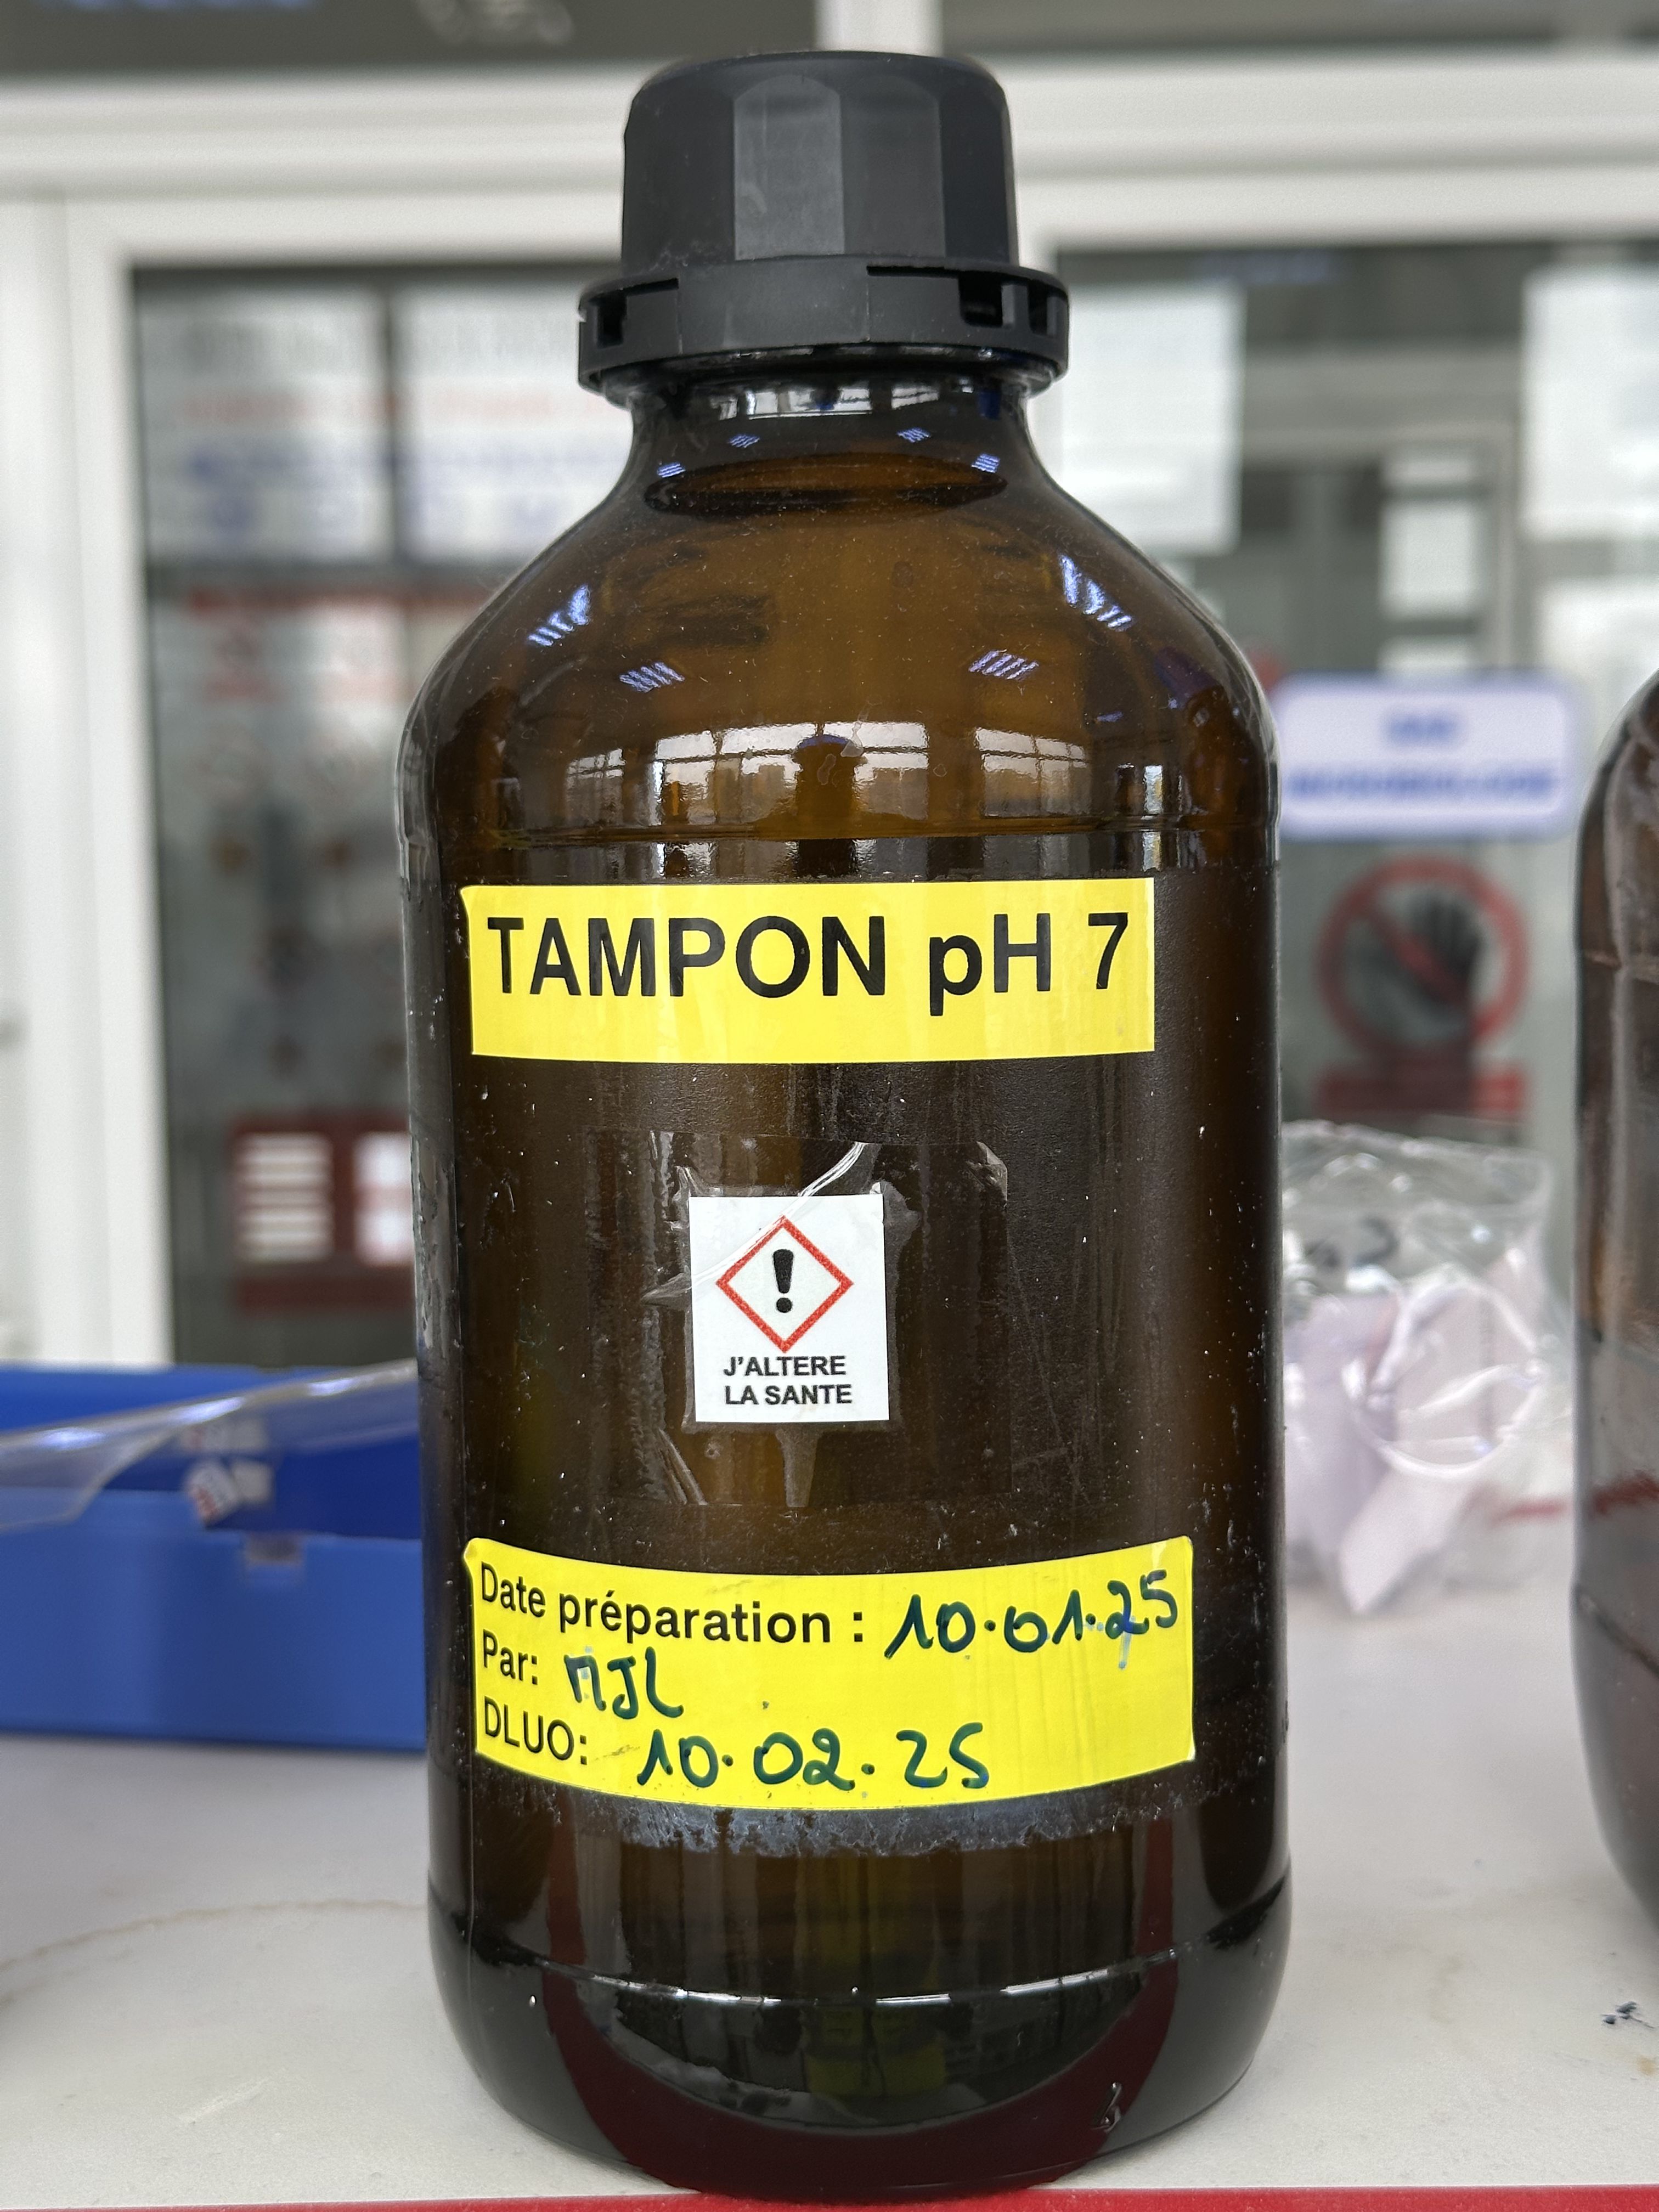 TAMPON pH 7
!
J'ALTERE
LA SANTE
Date préparation : 10.01.25
Par: MJL
DLUO: 10.02.25